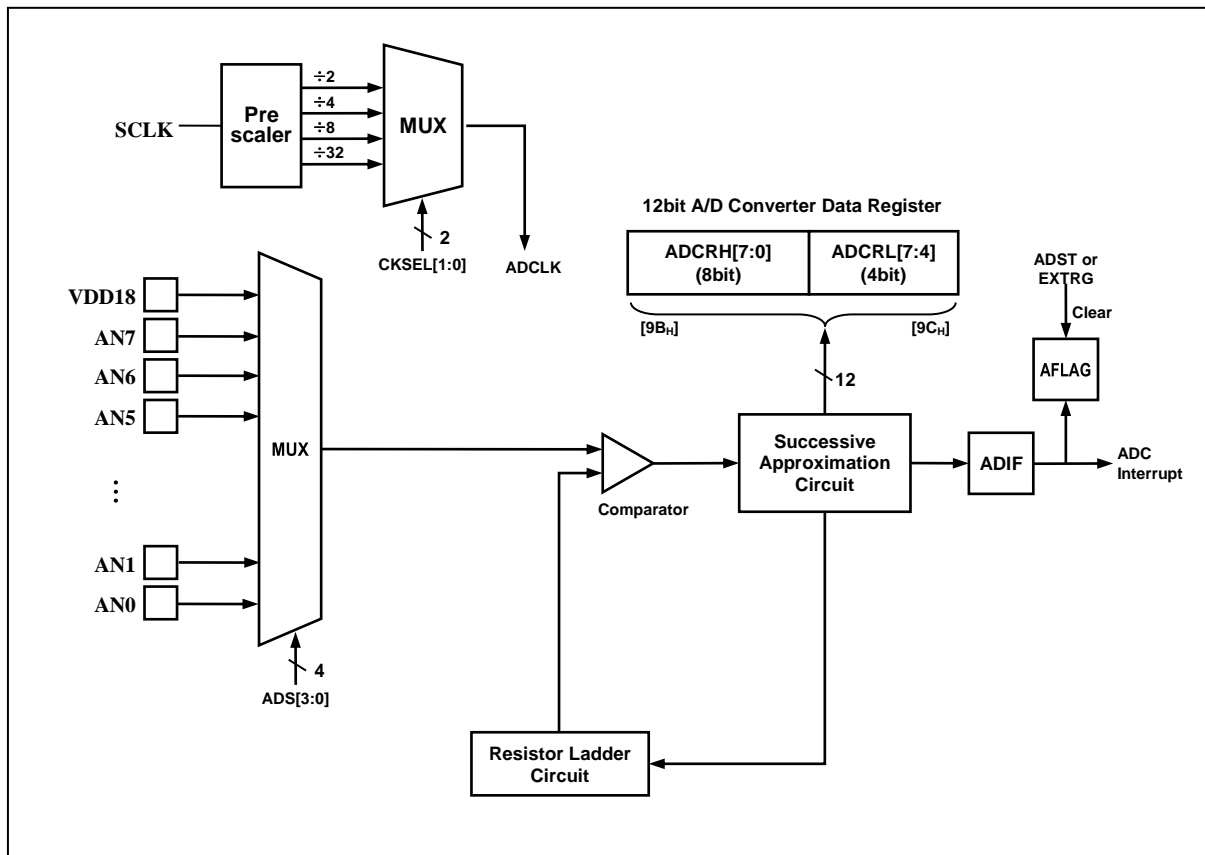 ÷2
÷4
÷8
÷32
Pre
scaler
SCLK
MUX
2
CKSEL[1:0]
ADCLK
12bit A/D Converter Data Register
ADCRH[7:0]
(8bit)
ADCRL[7:4]
(4bit)
[9BH]
[9CH]
12
ADST or
EXTRG
Clear
AFLAG
VDD18
AN7
AN6
AN5
...
AN1
AN0
MUX
4
ADS[3:0]
Comparator
Successive
Approximation
Circuit
ADIF
ADC
Interrupt
Resistor Ladder
Circuit